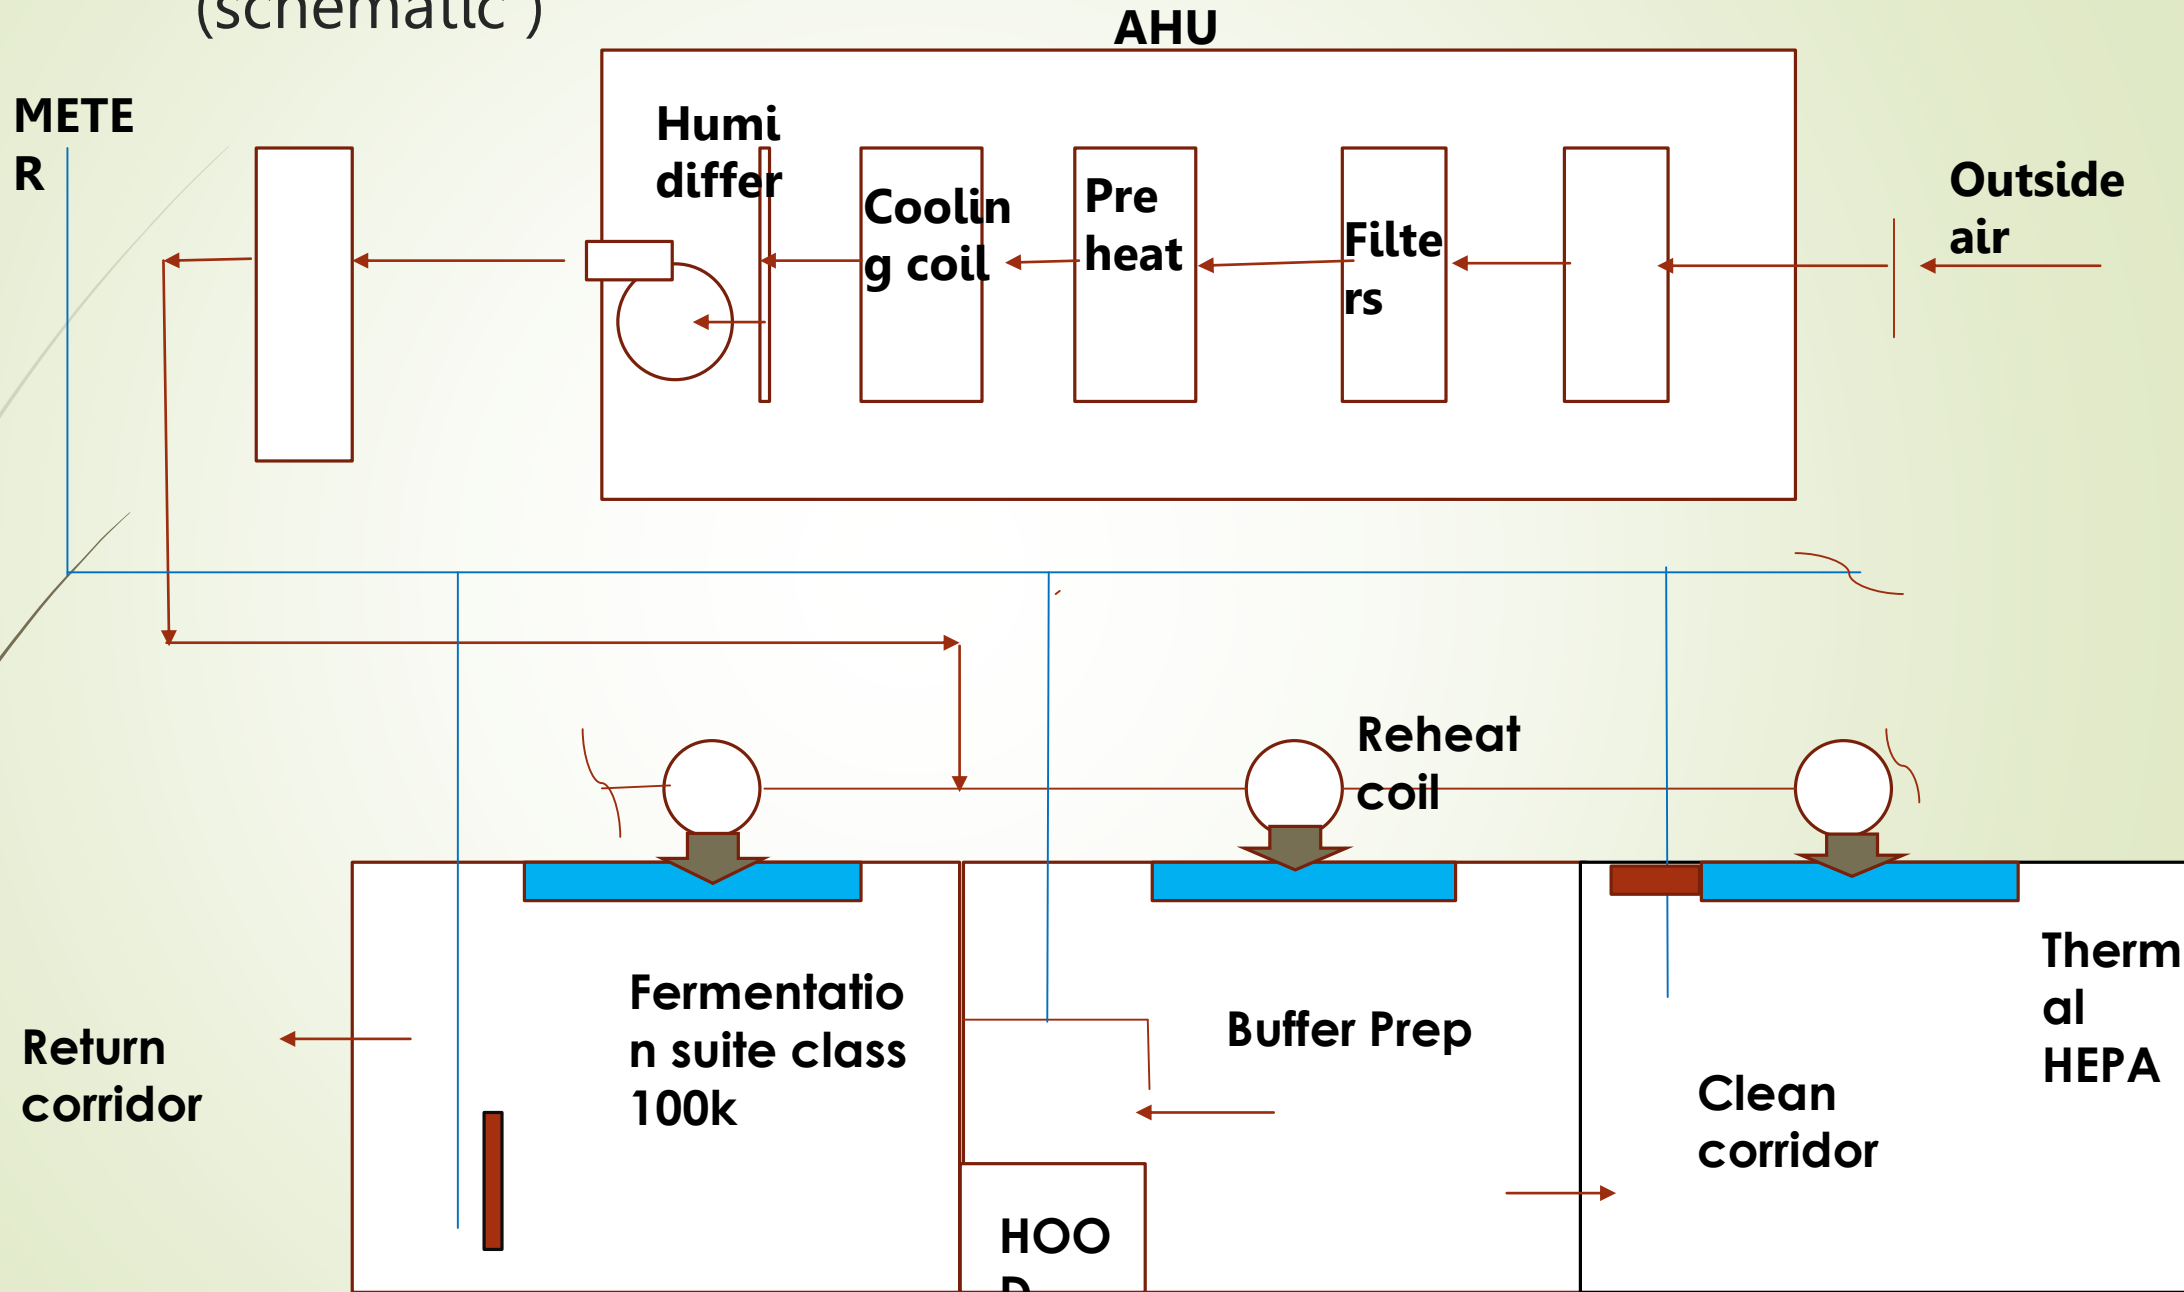 (schematic )
AHU
METE
R
Humi
differ
Coolin
g coil
Pre
heat
Filte
rs
Outside
air
Reheat
coil
Return
corridor
Fermentatio
n suite class
100k
Buffer Prep
HOO
D
Clean
corridor
Therm
al
HEPA